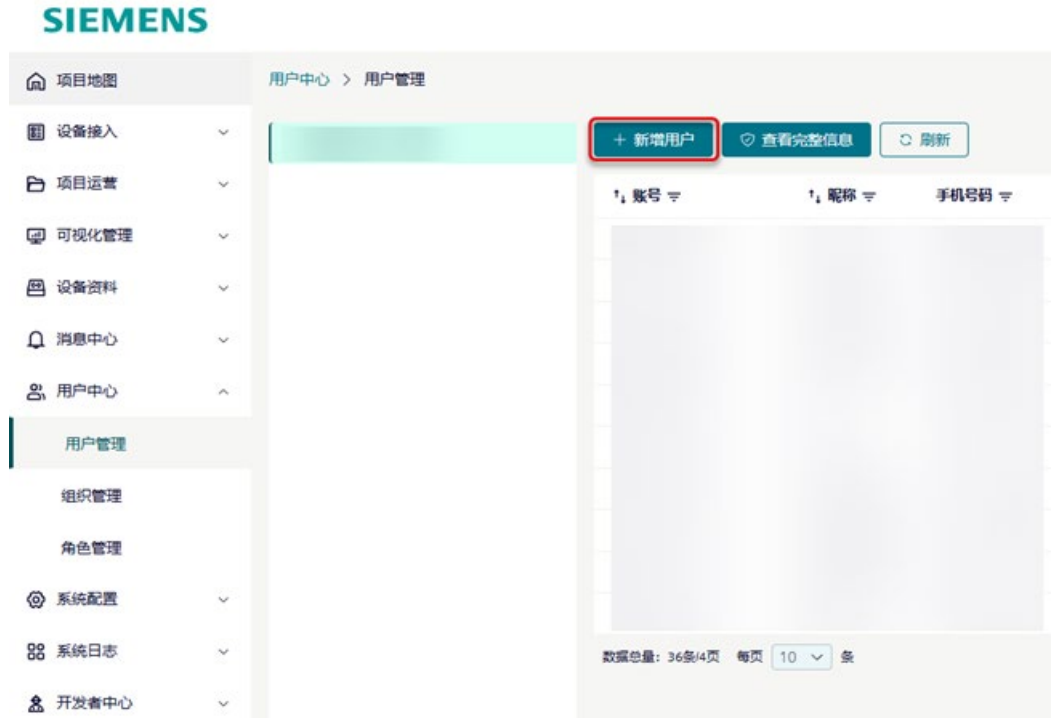 SIEMENS
项目地图
设备接入
项目运营
可视化管理
设备资料
消息中心
用户中心
用户管理
组织管理
角色管理
系统配置
系统日志
开发者中心
用户中心 > 用户管理
+ 新增用户 查看完整信息 刷新
账号 昵称 手机号码
数据总量: 36条/4页 每页 10 条